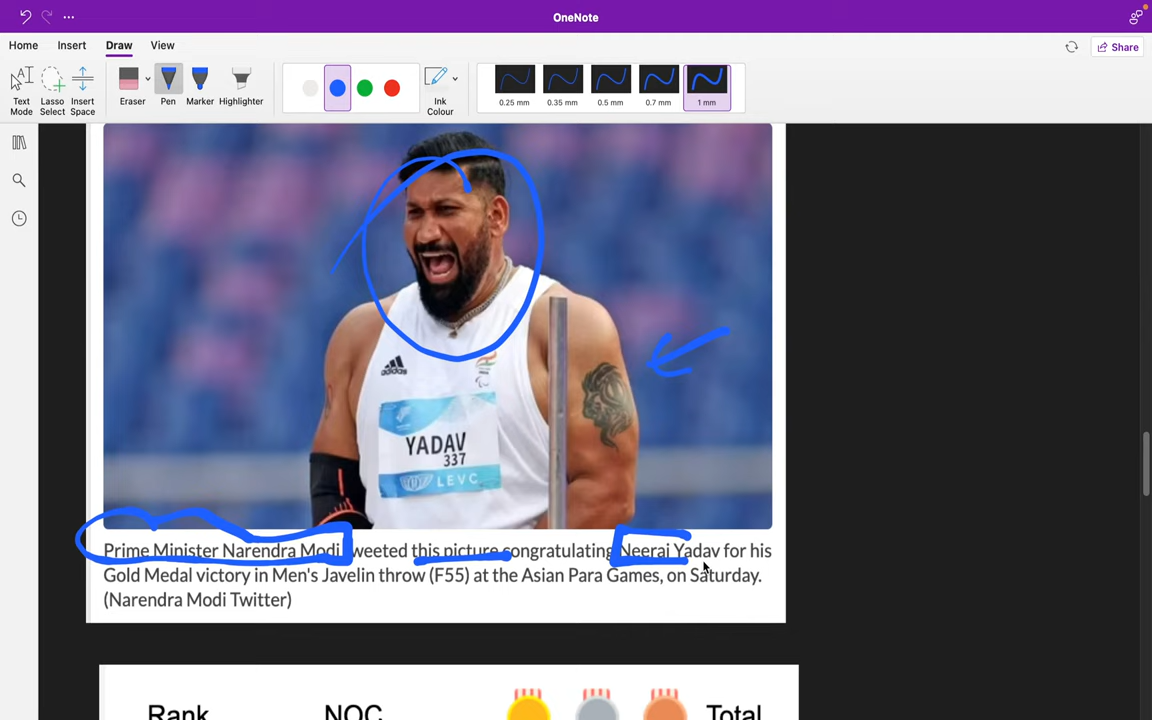 OneNote
Home Insert Draw View
Share
Text Mode
Lasso Select
Insert Space
Eraser
Pen
Marker
Highlighter
Ink Colour
0.25 mm
0.35 mm
0.5 mm
0.7 mm
1 mm
adidas
YADAV
337
LEVC
Prime Minister Narendra Modi tweeted this picture congratulating Neeraj Yadav for his
Gold Medal victory in Men's Javelin throw (F55) at the Asian Para Games, on Saturday.
(Narendra Modi Twitter)
Rank NOC Total